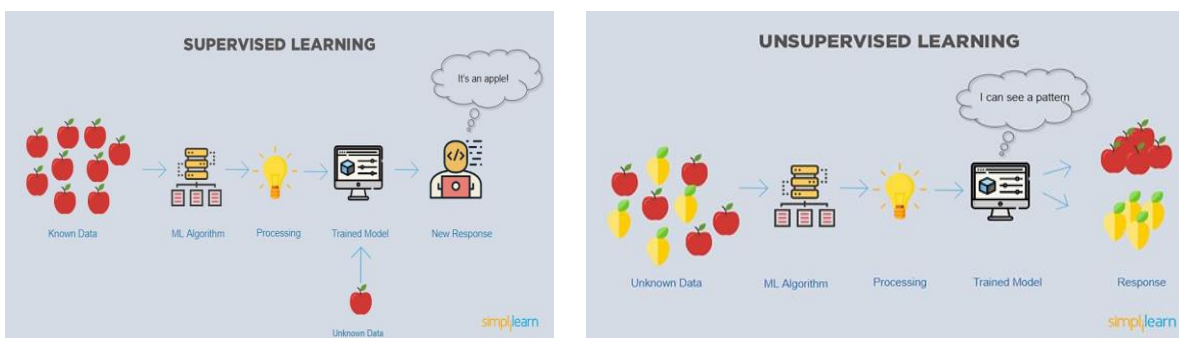 SUPERVISED LEARNING
It's an apple!
Known Data
ML Algorithm
Processing
Trained Model
New Response
Unknown Data
simplilearn
UNSUPERVISED LEARNING
I can see a pattern
Unknown Data
ML Algorithm
Processing
Trained Model
Response
simplilearn